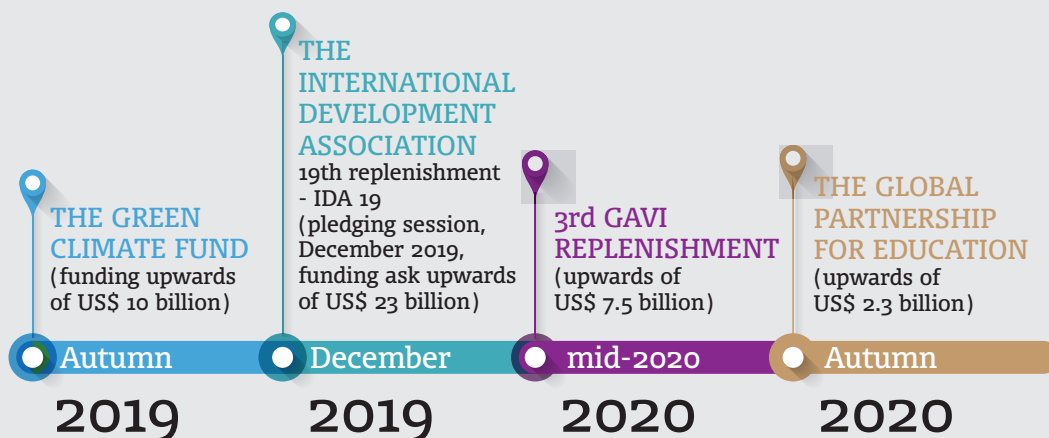 THE GREEN
CLIMATE FUND
(funding upwards
of US$ 10 billion)
Autumn
2019
THE
INTERNATIONAL
DEVELOPMENT
ASSOCIATION
19th replenishment
- IDA 19
(pledging session,
December 2019,
funding ask upwards
of US$ 23 billion)
December
2019
3rd GAVI
REPLENISHMENT
(upwards of
US$ 7.5 billion)
mid-2020
2020
THE GLOBAL
PARTNERSHIP
FOR EDUCATION
(upwards of
US$ 2.3 billion)
Autumn
2020